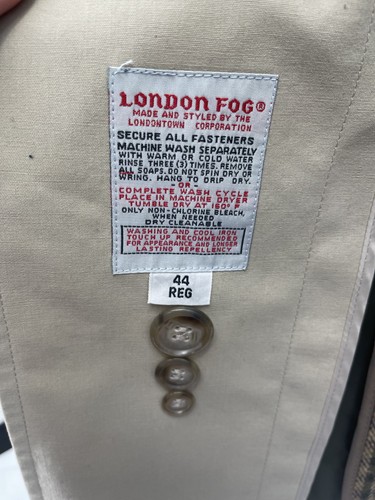 LONDON FOG®
MADE AND STYLED BY THE
LONDONTOWN CORPORATION
SECURE ALL FASTENERS
MACHINE WASH SEPARATELY
WITH WARM OR COLD WATER
RINSE THREE (3) TIMES. REMOVE
ALL SOAPS. DO NOT SPIN DRY OR
WRING. HANG TO DRIP DRY.
-OR-
COMPLETE WASH CYCLE
PLACE IN MACHINE DRYER
TUMBLE DRY AT 160° F
ONLY NON-CHLORINE BLEACH,
WHEN NEEDED
DRY CLEANABLE
WASHING AND COOL IRON
TOUCH UP RECOMMENDED
FOR APPEARANCE AND LONGER
LASTING REPELLENCY
44
REG